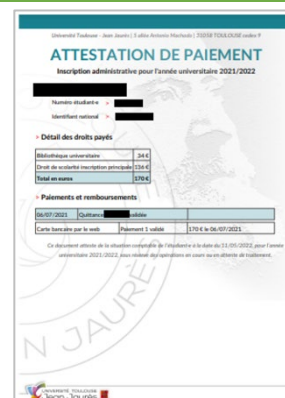 Université Toulouse - Jean Jaurès | 5 allée Antonio Machado | 31058 TOULOUSE cedex 9
ATTESTATION DE PAIEMENT
Inscription administrative pour l'année universitaire 2021/2022
Numéro étudiant·e >
Identifiant national >
> Détail des droits payés
Bibliothèque universitaire 34 €
Droit de scolarité inscription principale 136 €
Total en euros 170 €
> Paiements et remboursements
06/07/2021 Quittance validée
Carte bancaire par le web Paiement 1 validé 170 € le 06/07/2021
Ce document atteste de la situation comptable de l'étudiant·e à la date du 31/05/2022, pour l'année
universitaire 2021/2022, sous réserve des opérations en cours ou en attente de traitement.
JAURÈS
UNIVERSITÉ TOULOUSE
Jean Jaurès